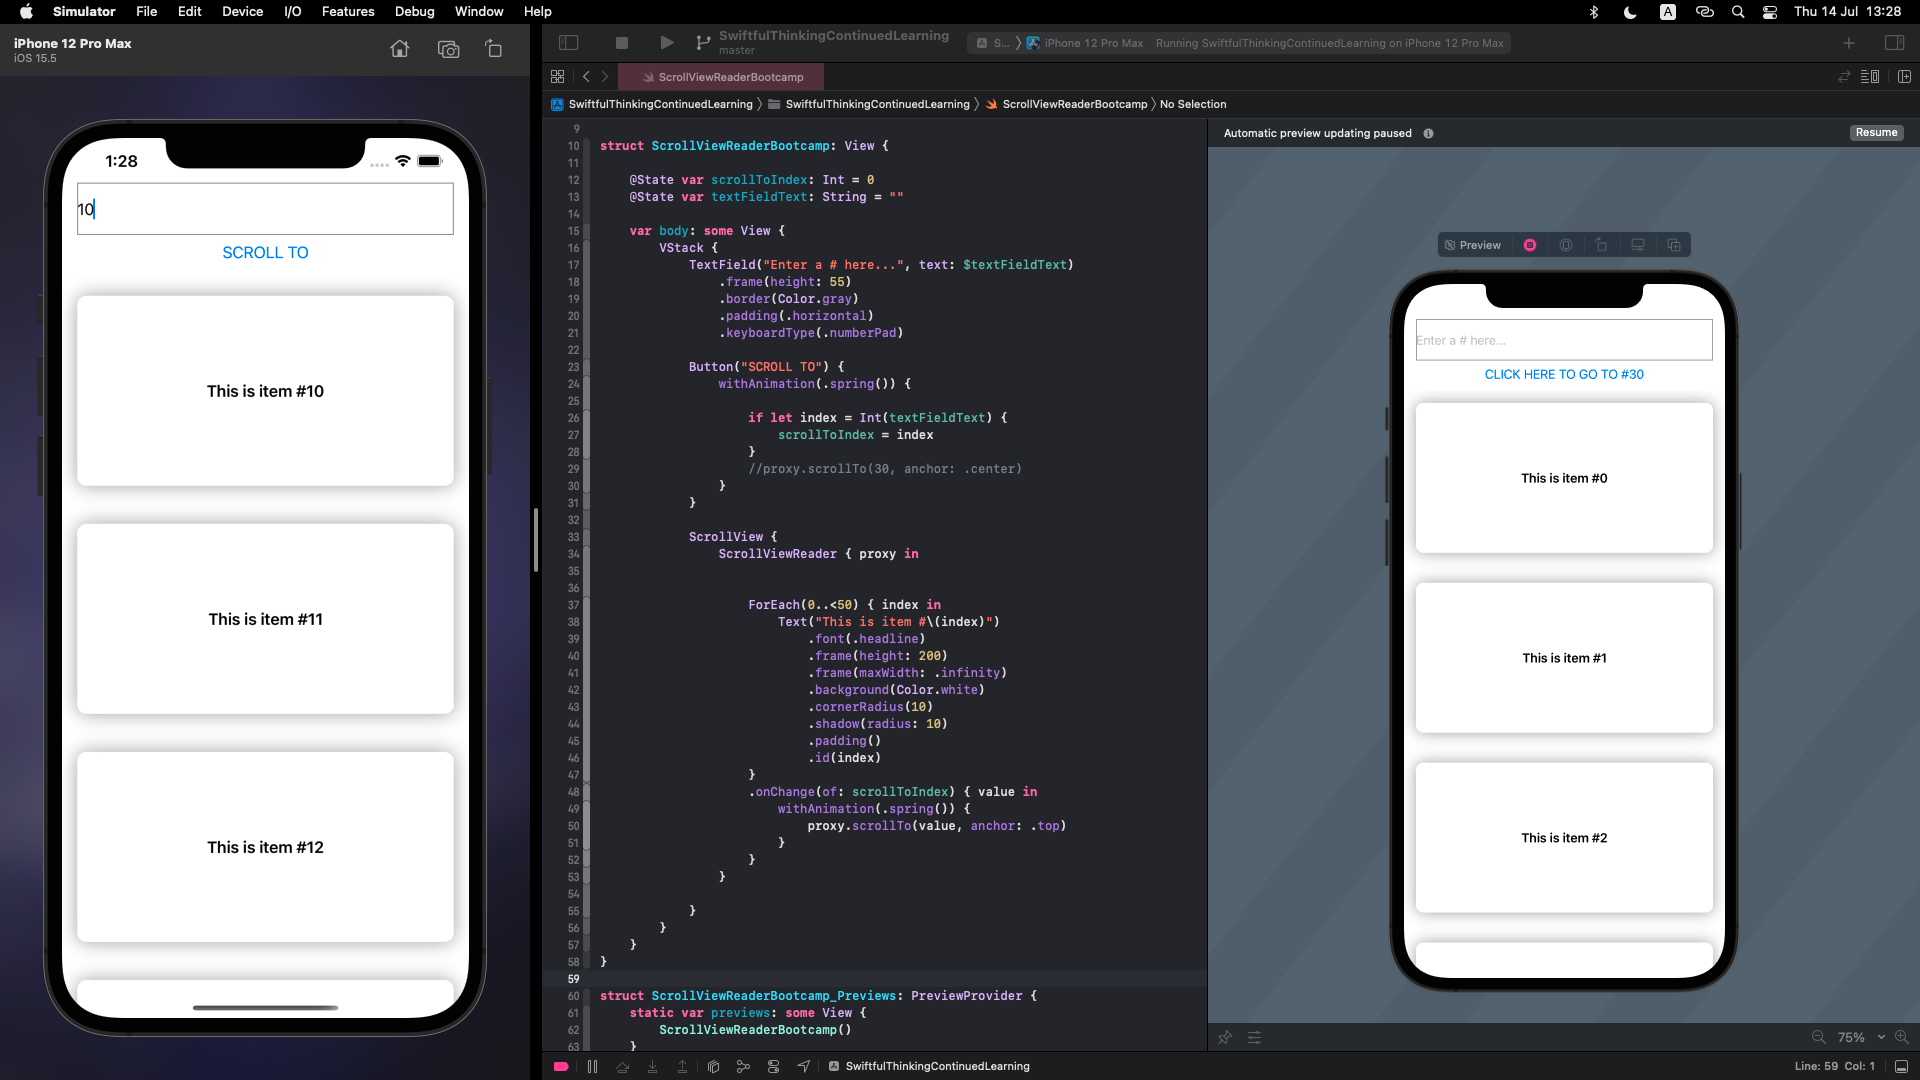 Simulator File Edit Device I/O Features Debug Window Help
A
Thu 14 Jul 13:28
iPhone 12 Pro Max
iOS 15.5
1:28
10
SCROLL TO
This is item #10
This is item #11
This is item #12
SwiftfulThinkingContinuedLearning
master
S... iPhone 12 Pro Max Running SwiftfulThinkingContinuedLearning on iPhone 12 Pro Max
ScrollViewReaderBootcamp
SwiftfulThinkingContinuedLearning SwiftfulThinkingContinuedLearning ScrollViewReaderBootcamp No Selection
9
10 struct ScrollViewReaderBootcamp: View {
11
12 @State var scrollToIndex: Int = 0
13 @State var textFieldText: String = ""
14
15 var body: some View {
16 VStack {
17 TextField("Enter a # here...", text: $textFieldText)
18 .frame(height: 55)
19 .border(Color.gray)
20 .padding(.horizontal)
21 .keyboardType(.numberPad)
22
23 Button("SCROLL TO") {
24 withAnimation(.spring()) {
25
26 if let index = Int(textFieldText) {
27 scrollToIndex = index
28 }
29 //proxy.scrollTo(30, anchor: .center)
30 }
31 }
32
33 ScrollView {
34 ScrollViewReader { proxy in
35
36
37 ForEach(0..<50) { index in
38 Text("This is item #\(index)")
39 .font(.headline)
40 .frame(height: 200)
41 .frame(maxWidth: .infinity)
42 .background(Color.white)
43 .cornerRadius(10)
44 .shadow(radius: 10)
45 .padding()
46 .id(index)
47 }
48 .onChange(of: scrollToIndex) { value in
49 withAnimation(.spring()) {
50 proxy.scrollTo(value, anchor: .top)
51 }
52 }
53 }
54
55 }
56 }
57 }
58 }
59
60 struct ScrollViewReaderBootcamp_Previews: PreviewProvider {
61 static var previews: some View {
62 ScrollViewReaderBootcamp()
63 }
SwiftfulThinkingContinuedLearning
Automatic preview updating paused
Resume
Preview
Enter a # here...
CLICK HERE TO GO TO #30
This is item #0
This is item #1
This is item #2
75%
Line: 59 Col: 1